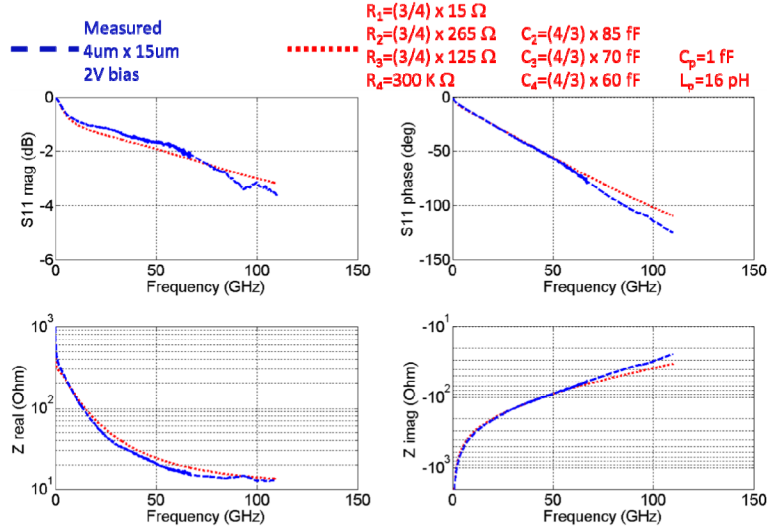 Measured
4um x 15um
2V bias
R1=(3/4) x 15 Ω
R2=(3/4) x 265 Ω C2=(4/3) x 85 fF
R3=(3/4) x 125 Ω C3=(4/3) x 70 fF Cp=1 fF
R4=300 K Ω C4=(4/3) x 60 fF Lp=16 pH
0
-2
-4
-6
S11 mag (dB)
0 50 100 150
Frequency (GHz)
0
-50
-100
-150
S11 phase (deg)
0 50 100 150
Frequency (GHz)
10^3
10^2
10^1
Z real (Ohm)
0 50 100 150
Frequency (GHz)
-10^1
-10^2
-10^3
Z imag (Ohm)
0 50 100 150
Frequency (GHz)